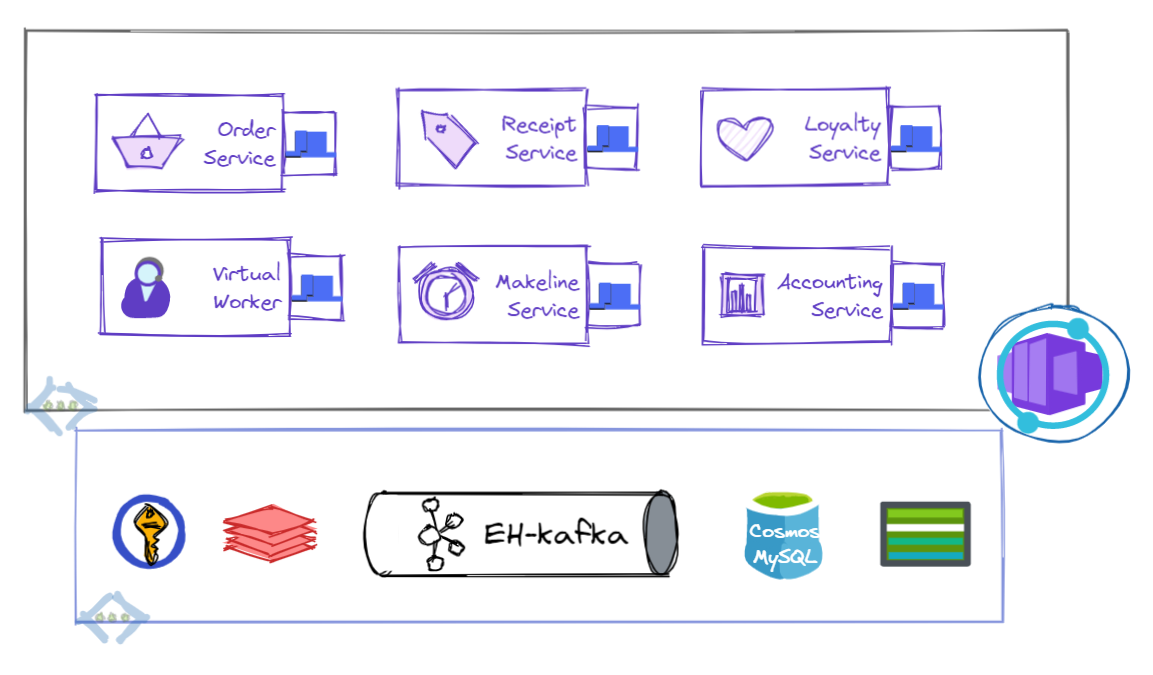 Order
Service
Receipt
Service
Loyalty
Service
Virtual
Worker
Makeline
Service
Accounting
Service
EH-kafka
Cosmos
MySQL